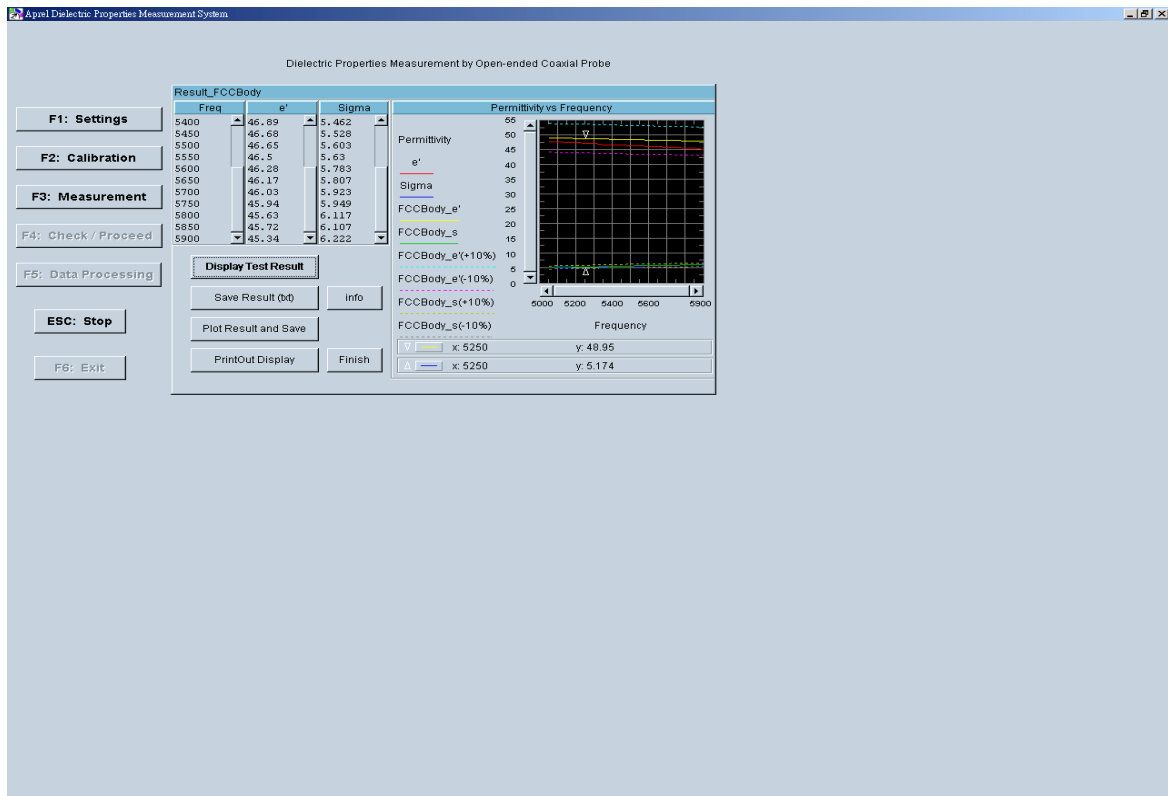 Aprel Dielectric Properties Measurement System
Dielectric Properties Measurement by Open-ended Coaxial Probe
F1: Settings
F2: Calibration
F3: Measurement
F4: Check / Proceed
F5: Data Processing
ESC: Stop
F6: Exit
Result_FCCBody
Freq e' Sigma
5400 46.89 5.462
5450 46.68 5.528
5500 46.65 5.603
5550 46.5 5.63
5600 46.28 5.783
5650 46.17 5.807
5700 46.03 5.923
5750 45.94 5.949
5800 45.63 6.117
5850 45.72 6.107
5900 45.34 6.222
Display Test Result
Save Result (txt) info
Plot Result and Save
PrintOut Display Finish
Permittivity vs Frequency
Permittivity
e'
Sigma
FCCBody_e'
FCCBody_s
FCCBody_e'(+10%)
FCCBody_e'(-10%)
FCCBody_s(+10%)
FCCBody_s(-10%)
55
50
45
40
35
30
25
20
15
10
5
0
5000 5200 5400 5600 5900
Frequency
x: 5250 y: 48.95
x: 5250 y: 5.174